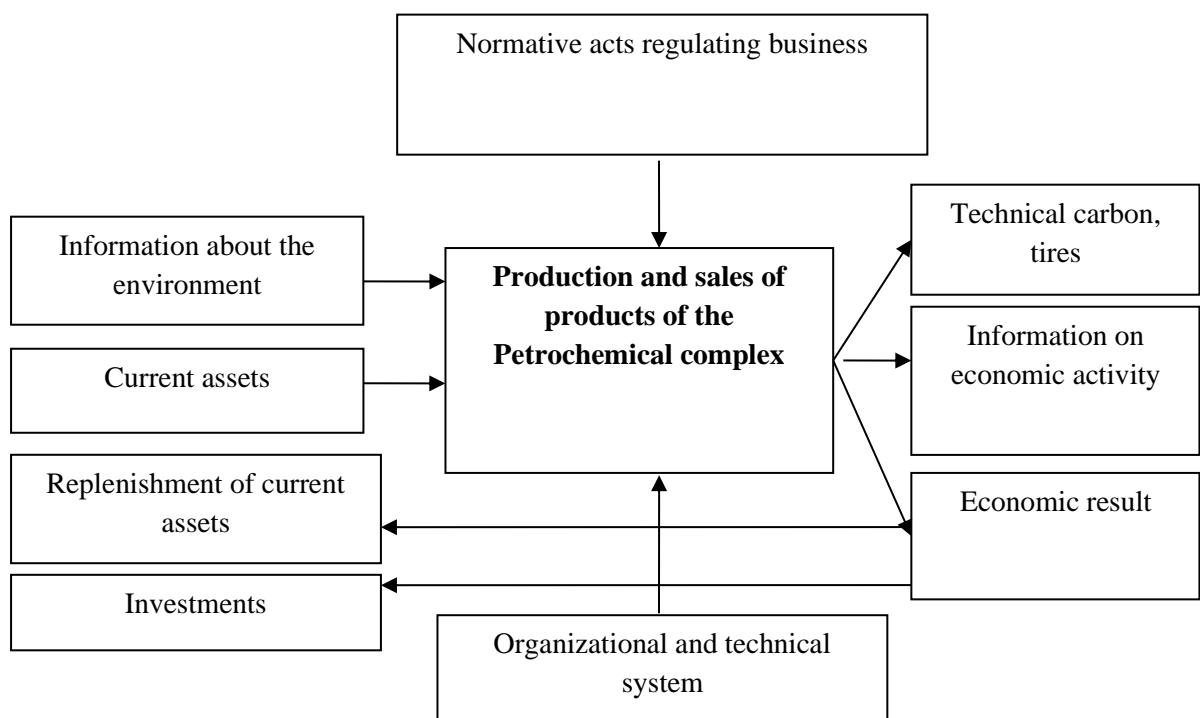 Normative acts regulating business
Information about the
environment
Production and sales of
products of the
Petrochemical complex
Technical carbon,
tires
Current assets
Information on
economic activity
Replenishment of current
assets
Economic result
Investments
Organizational and technical
system